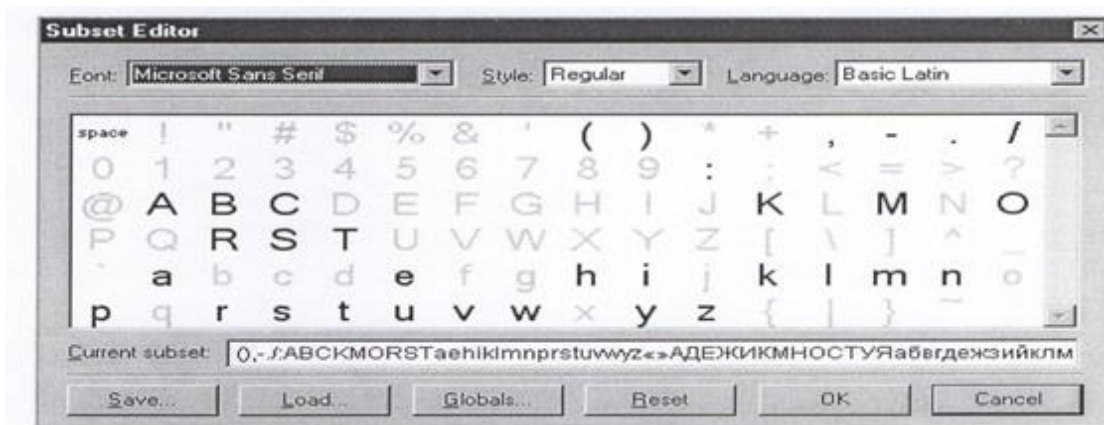 Subset Editor
Font: Microsoft Sans Serif Style: Regular Language: Basic Latin
space ! " # $ % & ' ( ) * + , - . /
0 1 2 3 4 5 6 7 8 9 : ; < = > ?
@ A B C D E F G H I J K L M N O
P Q R S T U V W X Y Z [ \ ] ^ _
` a b c d e f g h i j k l m n o
p q r s t u v w x y z { | } ~
Current subset: (),-./:ABCKMORSTaehiklmnprstuvwyz«»АДЕЖИКМНОСТУЯабвгдежзийклм
Save... Load... Globals... Reset OK Cancel